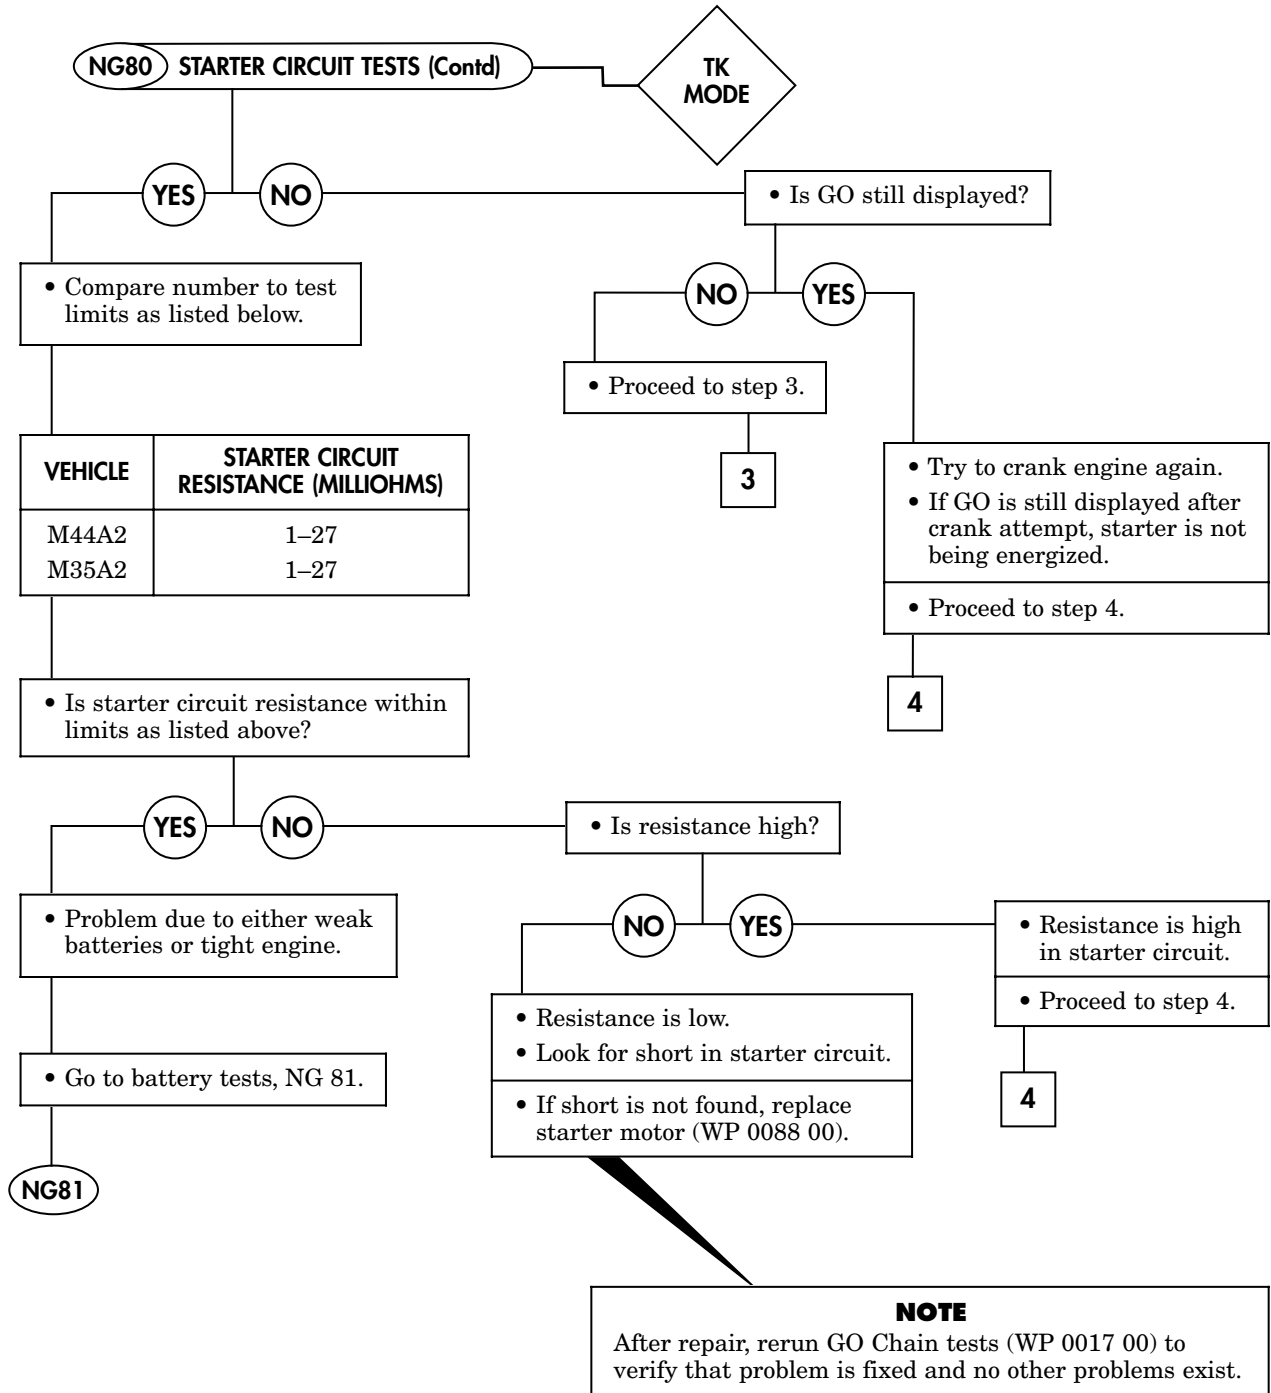 NG80 STARTER CIRCUIT TESTS (Contd)
TK
MODE
YES
NO
• Is GO still displayed?
• Compare number to test
limits as listed below.
NO
YES
• Proceed to step 3.
3
• Try to crank engine again.
• If GO is still displayed after
crank attempt, starter is not
being energized.
• Proceed to step 4.
4
VEHICLE
STARTER CIRCUIT
RESISTANCE (MILLIOHMS)
M44A2 1–27
M35A2 1–27
• Is starter circuit resistance within
limits as listed above?
YES
NO
• Is resistance high?
• Problem due to either weak
batteries or tight engine.
• Go to battery tests, NG 81.
NG81
NO
YES
• Resistance is low.
• Look for short in starter circuit.
• If short is not found, replace
starter motor (WP 0088 00).
• Resistance is high
in starter circuit.
• Proceed to step 4.
4
NOTE
After repair, rerun GO Chain tests (WP 0017 00) to
verify that problem is fixed and no other problems exist.